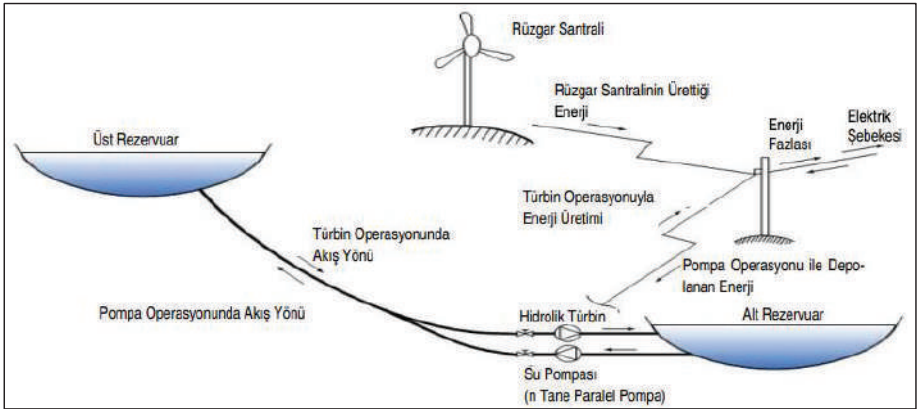 Rüzgar Santrali
Rüzgar Santralinin Ürettiği
Enerji
Enerji
Fazlası
Elektrik
Şebekesi
Üst Rezervuar
Türbin Operasyonuyla
Enerji Üretimi
Türbin Operasyonunda
Akış Yönü
Pompa Operasyonu ile Depo-
lanan Enerji
Pompa Operasyonunda Akış Yönü
Hidrolik Türbin
Alt Rezervuar
Su Pompası
(n Tane Paralel Pompa)